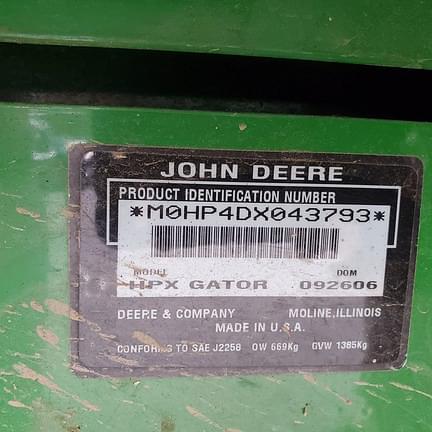 JOHN DEERE
PRODUCT IDENTIFICATION NUMBER
*M0HP4DX043793*
MODEL DOM
HPX GATOR 092606
DEERE & COMPANY MOLINE, ILLINOIS
MADE IN U.S.A.
CONFORMS TO SAE J2258 OW 669Kg GVW 1385Kg